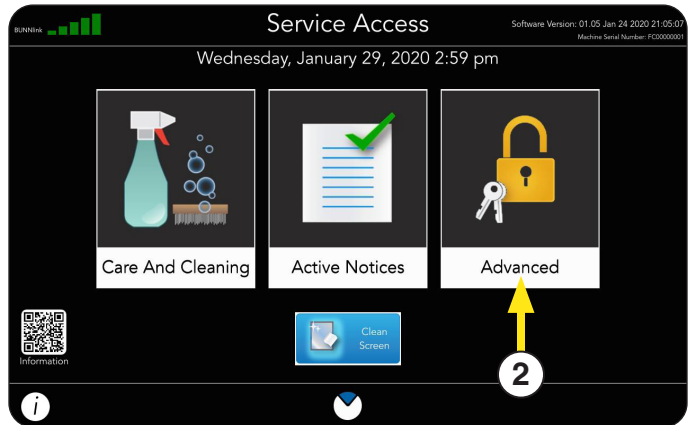 BUNNlink
Service Access
Software Version: 01.05 Jan 24 2020 21:05:07
Machine Serial Number: FC00000001
Wednesday, January 29, 2020 2:59 pm
Care And Cleaning
Active Notices
Advanced
Clean
Screen
Information
2
i